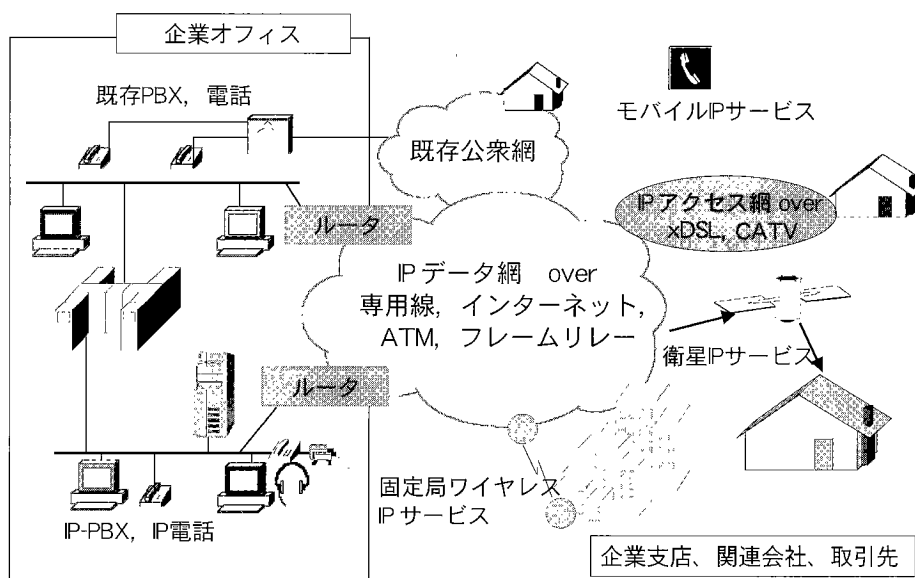 企業オフィス
既存PBX，電話
モバイルIPサービス
既存公衆網
IPアクセス網 over
xDSL, CATV
ルータ
IPデータ網 over
専用線，インターネット，
ATM，フレームリレー
衛星IPサービス
ルータ
固定局ワイヤレス
IPサービス
IP-PBX，IP電話
企業支店、関連会社、取引先